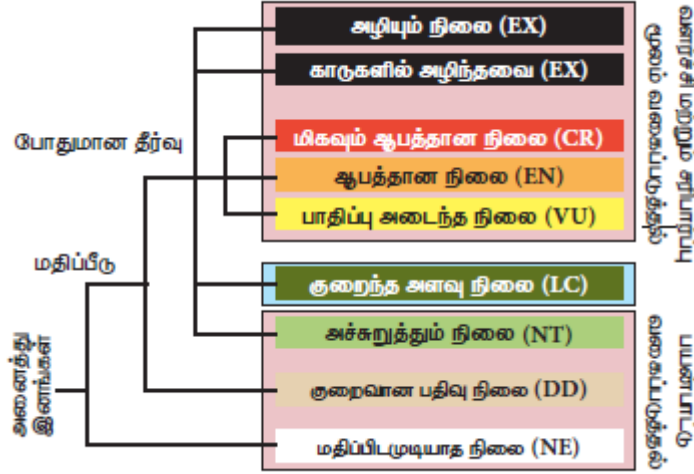 அழியும் நிலை (EX)
காடுகளில் அழிந்தவை (EX)
போதுமான தீர்வு
மிகவும் ஆபத்தான நிலை (CR)
ஆபத்தான நிலை (EN)
பாதிப்பு அடைந்த நிலை (VU)
மதிப்பீடு
குறைந்த அளவு நிலை (LC)
அச்சுறுத்தும் நிலை (NT)
அனைத்து
இனங்கள்
குறைவான பதிவு நிலை (DD)
மதிப்பிடமுடியாத நிலை (NE)